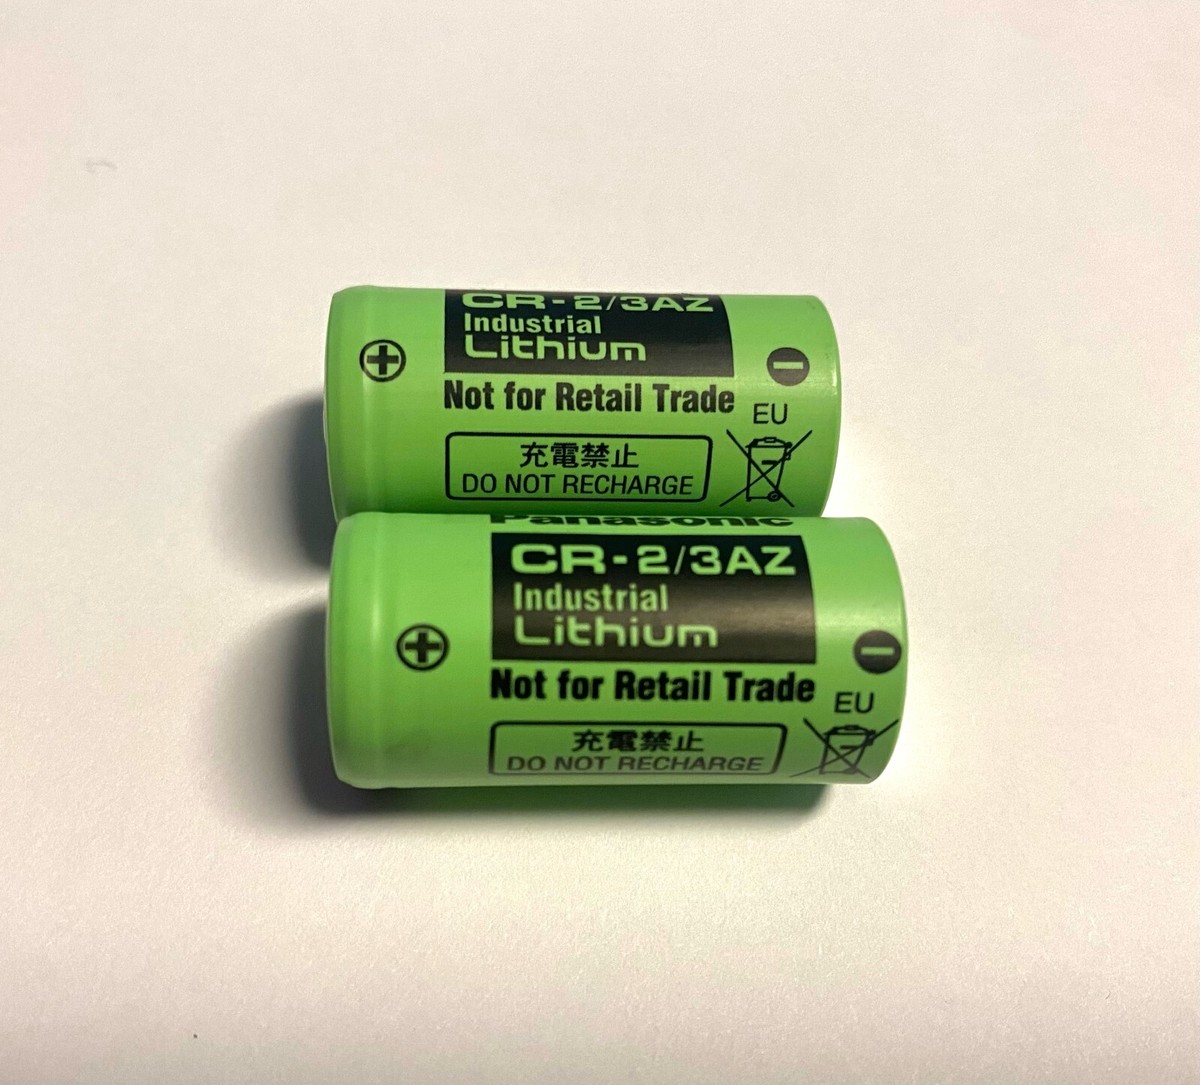 CR-2/3AZ
Industrial
Lithium
Not for Retail Trade
EU
充電禁止
DO NOT RECHARGE
Panasonic
CR-2/3AZ
Industrial
Lithium
Not for Retail Trade
EU
充電禁止
DO NOT RECHARGE